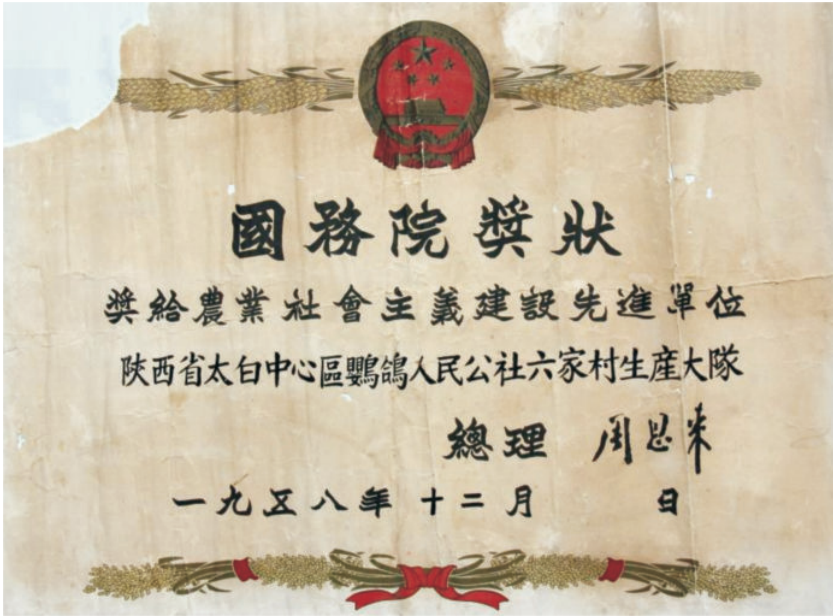 國務院獎狀
獎給農業社會主義建設先進單位
陝西省太白中心區鸚鴿人民公社六家村生産大隊
總理 周恩来
一九五八年十二月 日